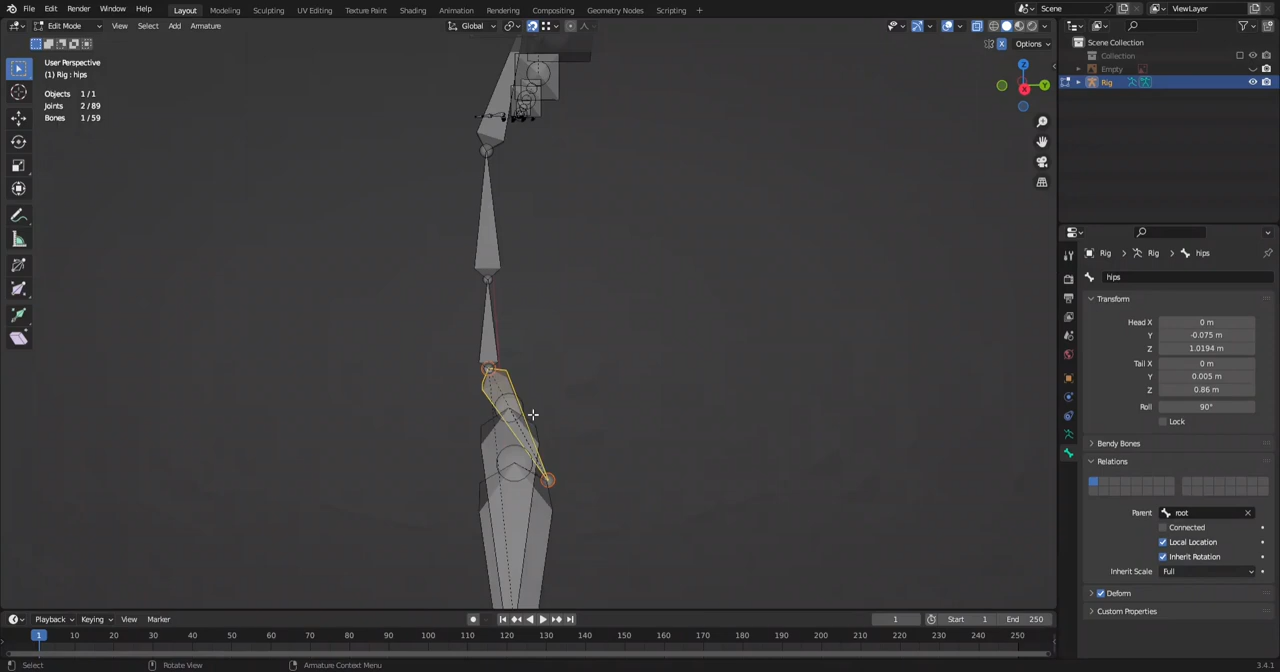 File Edit Render Window Help Layout Modeling Sculpting UV Editing Texture Paint Shading Animation Rendering Compositing Geometry Nodes Scripting + Scene ViewLayer
Edit Mode View Select Add Armature Global
Options
User Perspective
(1) Rig : hips
Objects 1/1
Joints 2/89
Bones 1/59
Z
Y
X
X
Scene Collection
Collection
Empty
Rig
Rig > Rig > hips
hips
Transform
Head X 0 m
Y -0.075 m
Z 1.0194 m
Tail X 0 m
Y 0.005 m
Z 0.86 m
Roll 90°
Lock
Bendy Bones
Relations
Parent root
Connected
Local Location
Inherit Rotation
Inherit Scale Full
Deform
Custom Properties
Playback Keying View Marker 1 Start 1 End 250
1 10 20 30 40 50 60 70 80 90 100 110 120 130 140 150 160 170 180 190 200 210 220 230 240 250
Select Rotate View Armature Context Menu 3.4.1